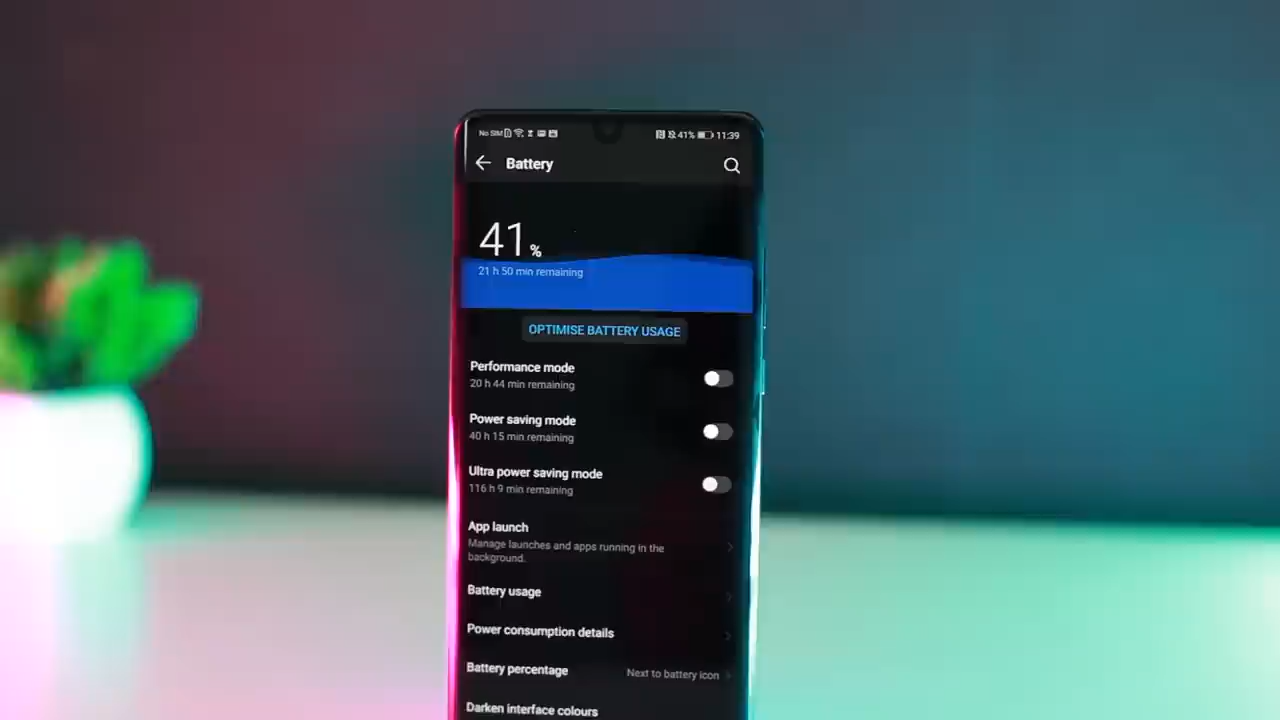 No SIM 41% 11:39
Battery
41%
21 h 50 min remaining
OPTIMISE BATTERY USAGE
Performance mode
20 h 44 min remaining
Power saving mode
40 h 15 min remaining
Ultra power saving mode
116 h 9 min remaining
App launch
Manage launches and apps running in the
background.
Battery usage
Power consumption details
Battery percentage Next to battery icon
Darken interface colours